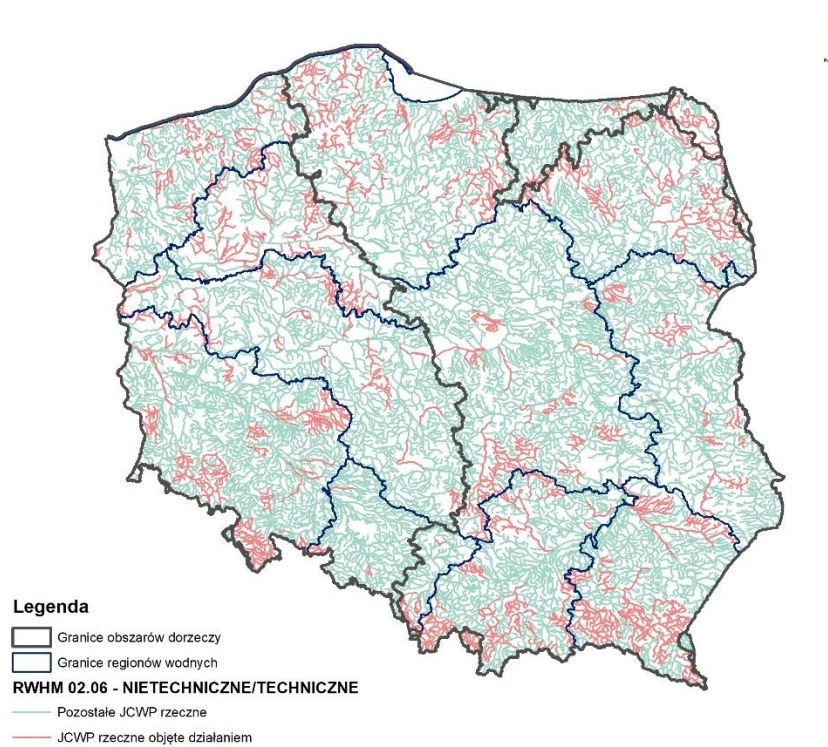 Legenda
Granice obszarów dorzeczy
Granice regionów wodnych
RWHM 02.06 - NIETECHNICZNE/TECHNICZNE
Pozostałe JCWP rzeczne
JCWP rzeczne objęte działaniem